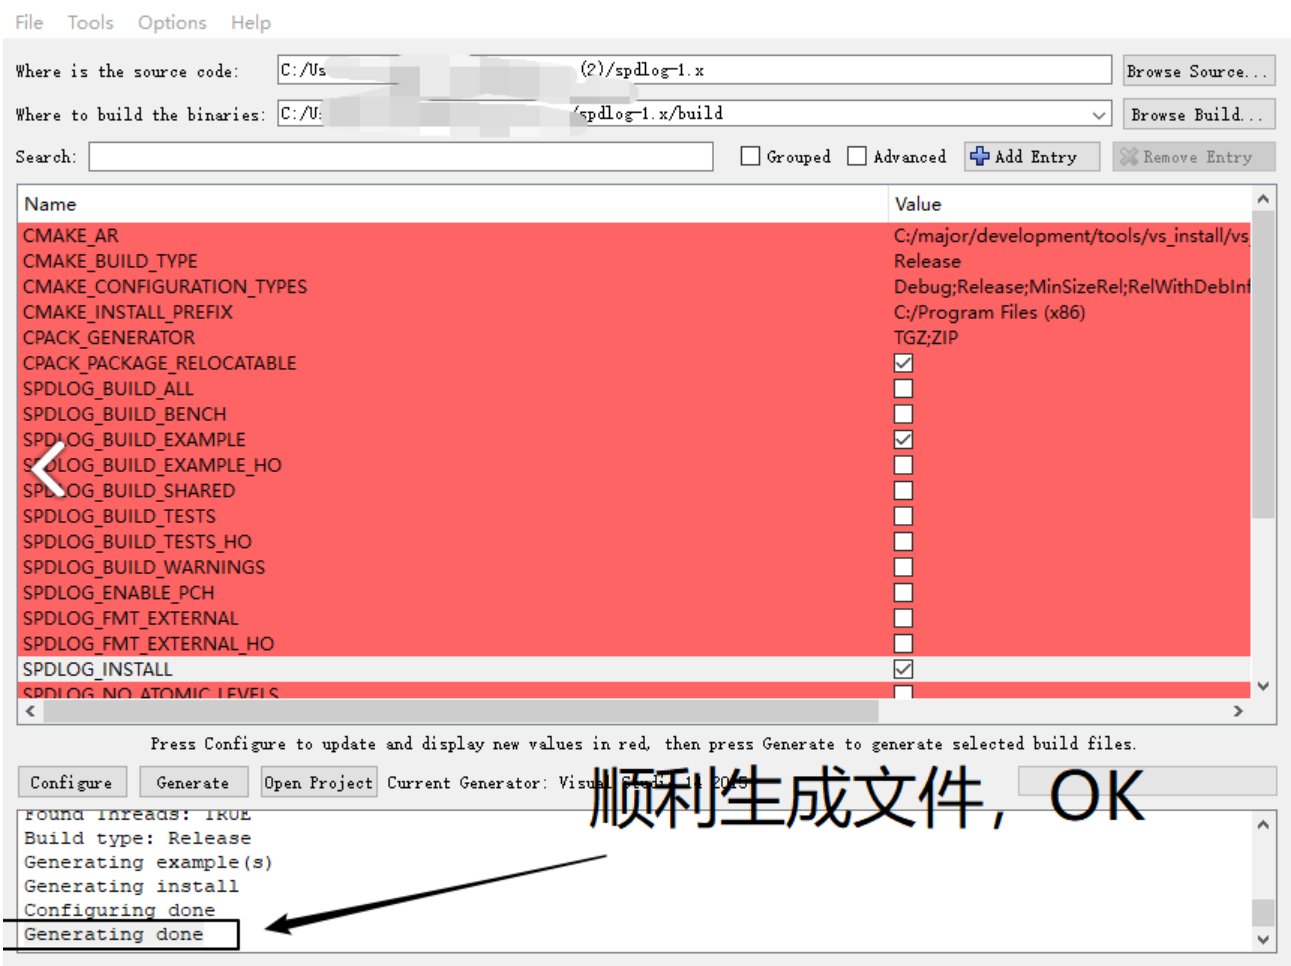 File Tools Options Help
Where is the source code: C:/Us (2)/spdlog-1.x Browse Source...
Where to build the binaries: C:/U: /spdlog-1.x/build Browse Build...
Search: Grouped Advanced Add Entry Remove Entry
Name Value
CMAKE_AR C:/major/development/tools/vs_install/vs_
CMAKE_BUILD_TYPE Release
CMAKE_CONFIGURATION_TYPES Debug;Release;MinSizeRel;RelWithDebInf
CMAKE_INSTALL_PREFIX C:/Program Files (x86)
CPACK_GENERATOR TGZ;ZIP
CPACK_PACKAGE_RELOCATABLE
SPDLOG_BUILD_ALL
SPDLOG_BUILD_BENCH
SPDLOG_BUILD_EXAMPLE
SPDLOG_BUILD_EXAMPLE_HO
SPDLOG_BUILD_SHARED
SPDLOG_BUILD_TESTS
SPDLOG_BUILD_TESTS_HO
SPDLOG_BUILD_WARNINGS
SPDLOG_ENABLE_PCH
SPDLOG_FMT_EXTERNAL
SPDLOG_FMT_EXTERNAL_HO
SPDLOG_INSTALL
SPDLOG_NO_ATOMIC_LEVELS
Press Configure to update and display new values in red, then press Generate to generate selected build files.
Configure Generate Open Project Current Generator: Visual Studio 14 2015
顺利生成文件，OK
Found Threads: TRUE
Build type: Release
Generating example(s)
Generating install
Configuring done
Generating done